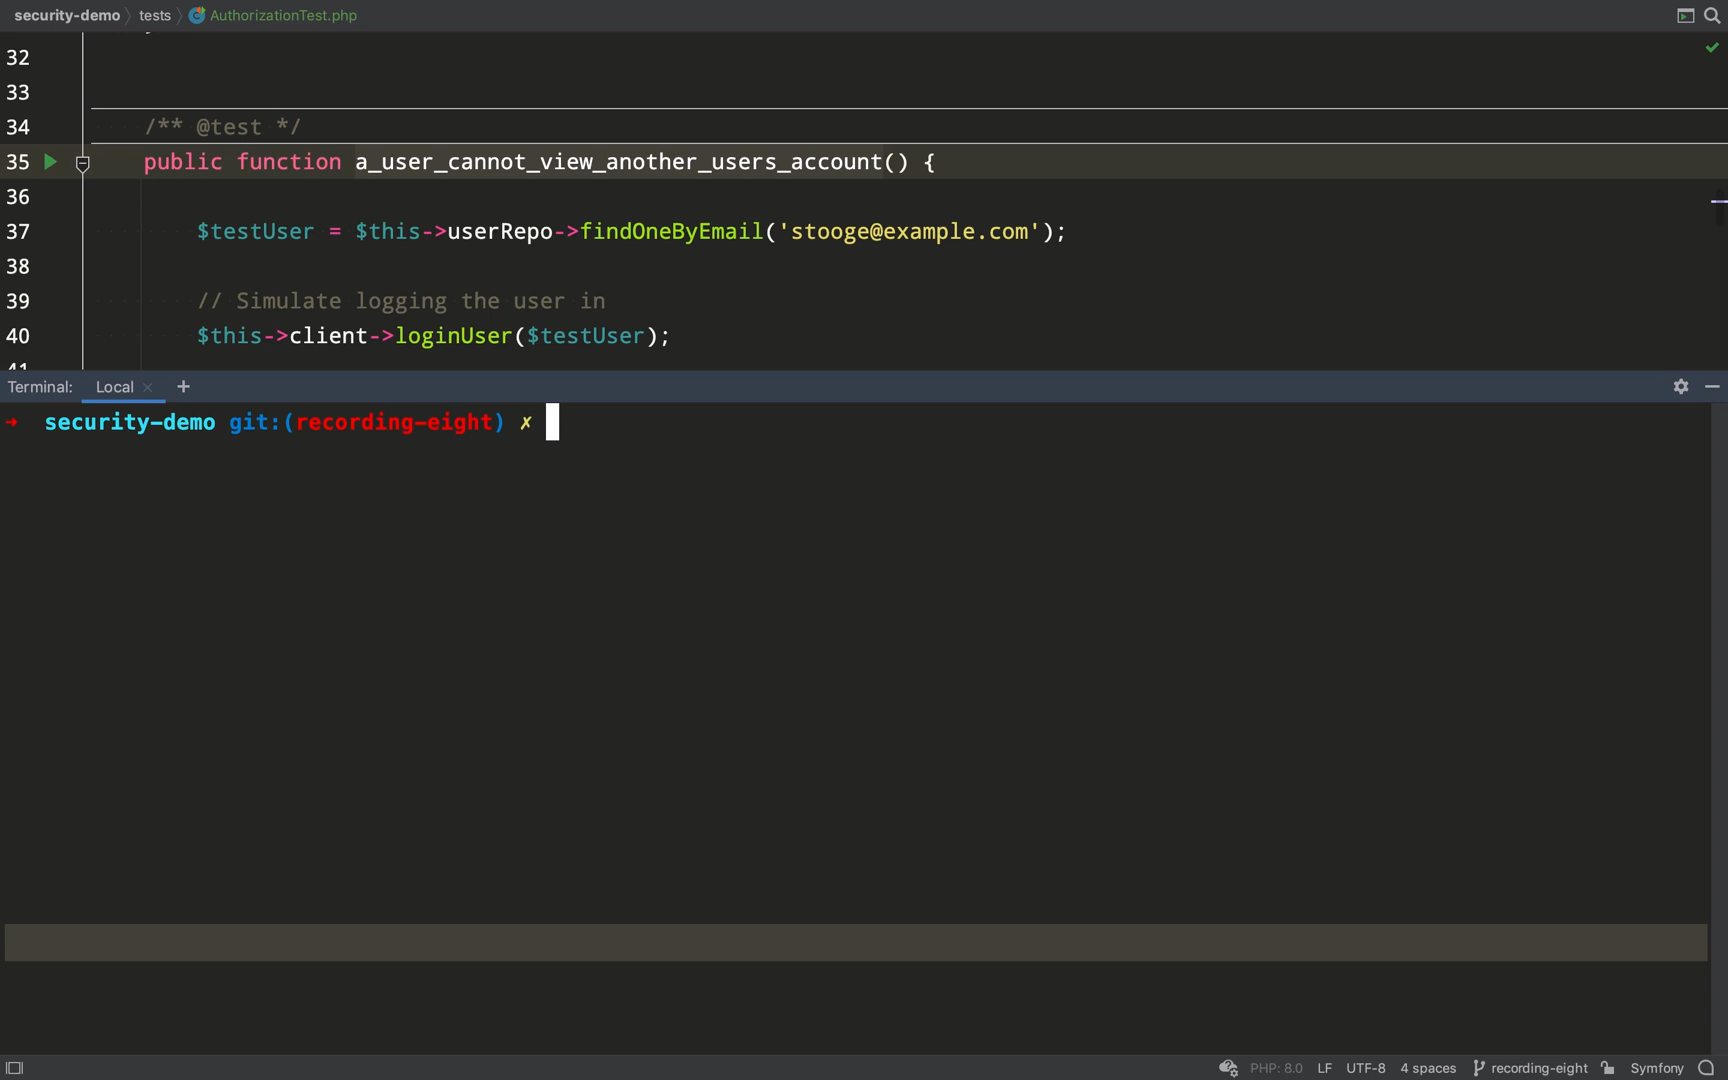 security-demo tests AuthorizationTest.php
32
33
34 /** @test */
35 public function a_user_cannot_view_another_users_account() {
36
37 $testUser = $this->userRepo->findOneByEmail('stooge@example.com');
38
39 // Simulate logging the user in
40 $this->client->loginUser($testUser);
41
Terminal: Local × +
➜ security-demo git:(recording-eight) ✗
PHP: 8.0 LF UTF-8 4 spaces recording-eight Symfony